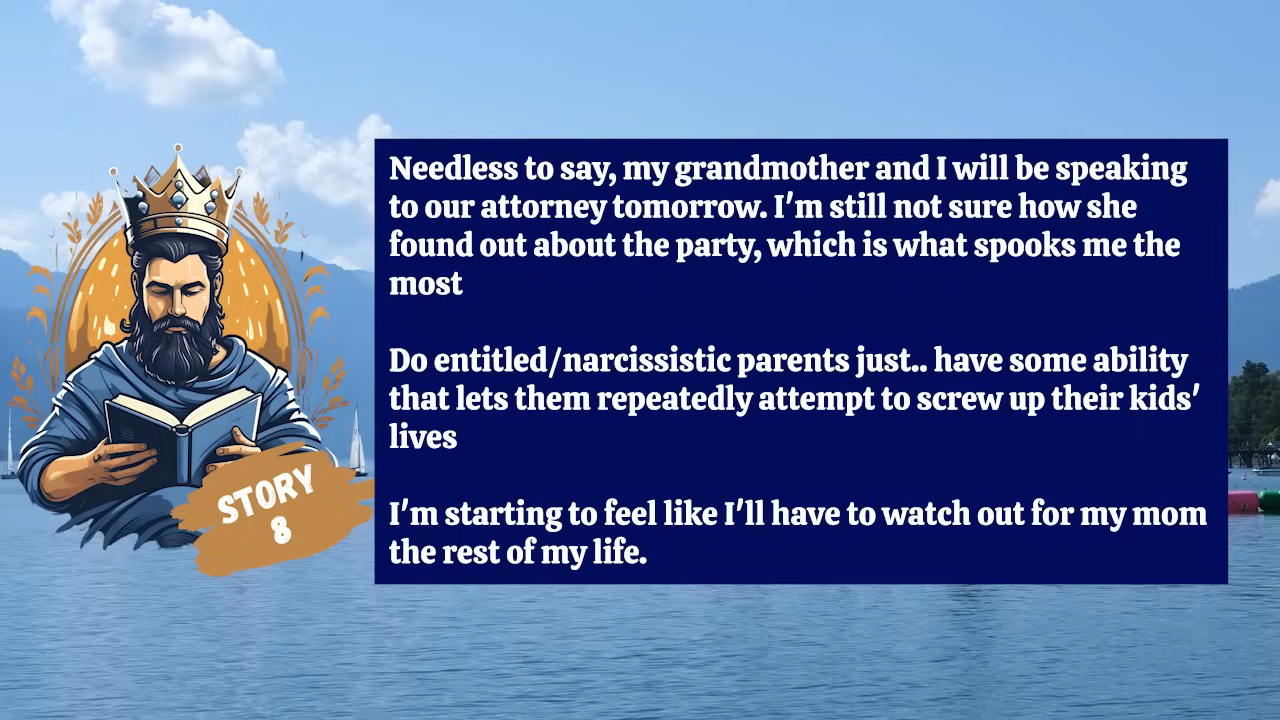 Needless to say, my grandmother and I will be speaking
to our attorney tomorrow. I'm still not sure how she
found out about the party, which is what spooks me the
most
Do entitled/narcissistic parents just.. have some ability
that lets them repeatedly attempt to screw up their kids'
lives
I'm starting to feel like I'll have to watch out for my mom
the rest of my life.
STORY
8